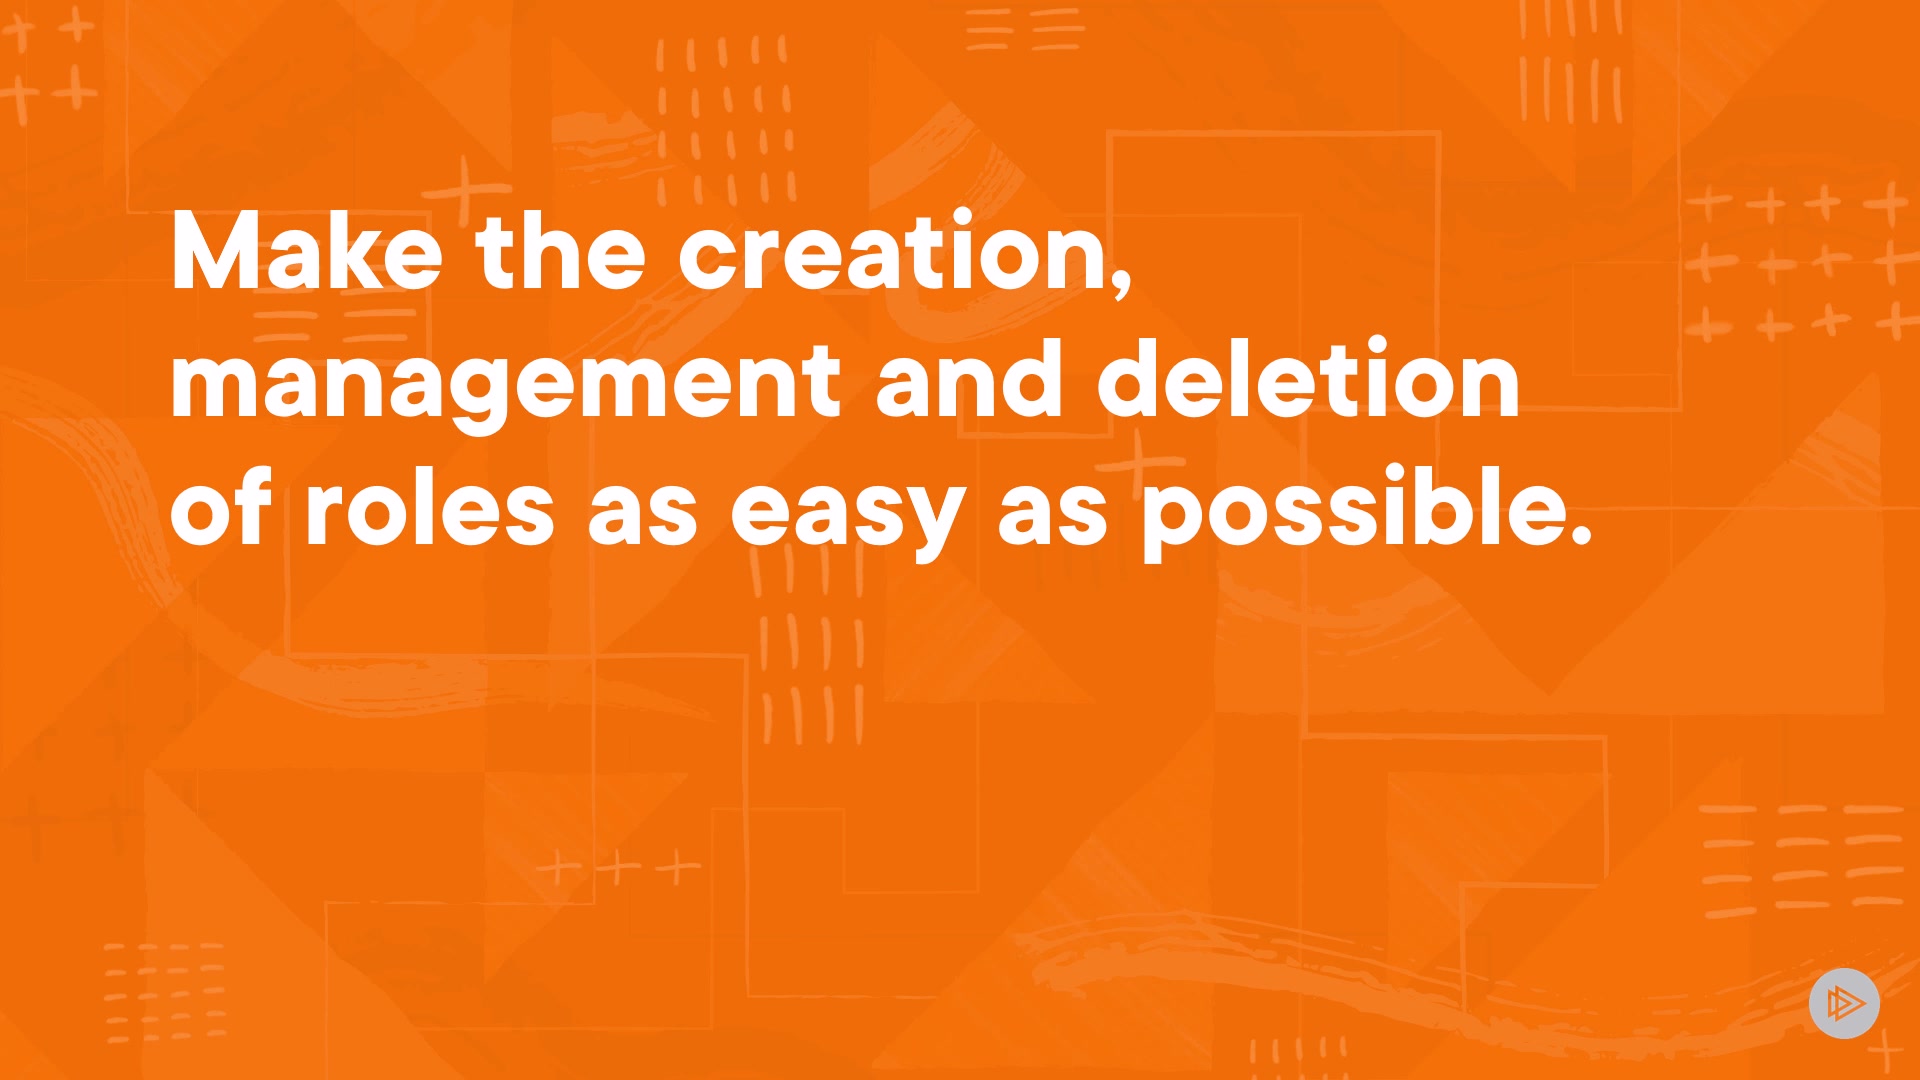 Make the creation,
management and deletion
of roles as easy as possible.